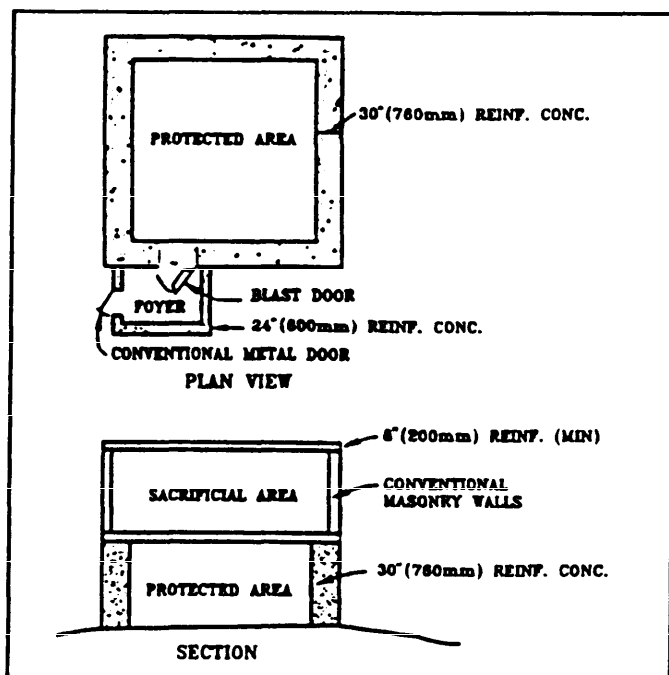 PROTECTED AREA
30"(760mm) REINF. CONC.
BLAST DOOR
FOYER
24"(600mm) REINF. CONC.
CONVENTIONAL METAL DOOR
PLAN VIEW
8"(200mm) REINF. (MIN)
SACRIFICIAL AREA
CONVENTIONAL
MASONRY WALLS
30"(760mm) REINF. CONC.
PROTECTED AREA
SECTION